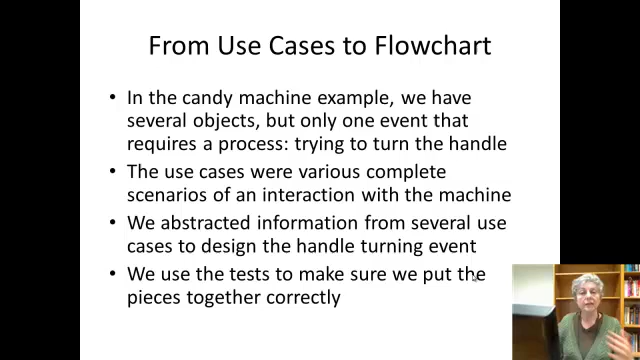 From Use Cases to Flowchart
• In the candy machine example, we have
several objects, but only one event that
requires a process: trying to turn the handle
• The use cases were various complete
scenarios of an interaction with the machine
• We abstracted information from several use
cases to design the handle turning event
• We use the tests to make sure we put the
pieces together correctly